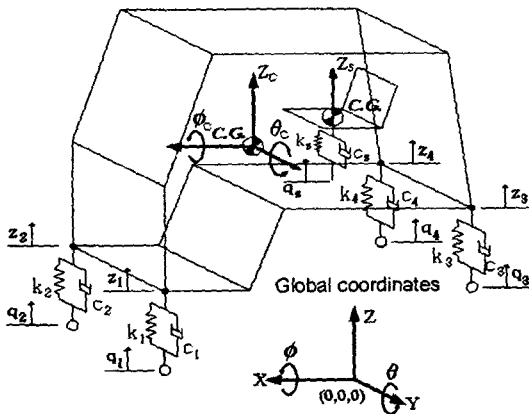 Z_C
Z_S
C.G.
ϕ_C
C.G.
θ_C
k_s
c_s
q_s
z_4
k_4
c_4
z_3
q_4
k_3
c_3
q_3
z_2
k_2
c_2
q_2
z_1
k_1
c_1
q_1
Global coordinates
Z
ϕ
X
(0,0,0)
θ
Y